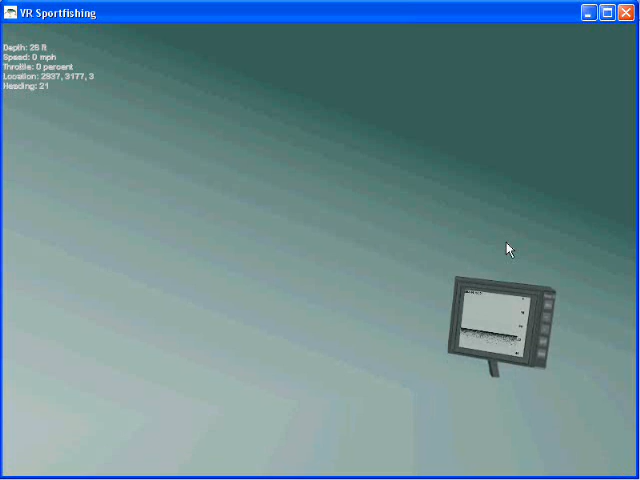 VR Sportfishing
Depth: 25 ft
Speed: 0 mph
Throttle: 0 percent
Location: 2937, 3177, 3
Heading: 21